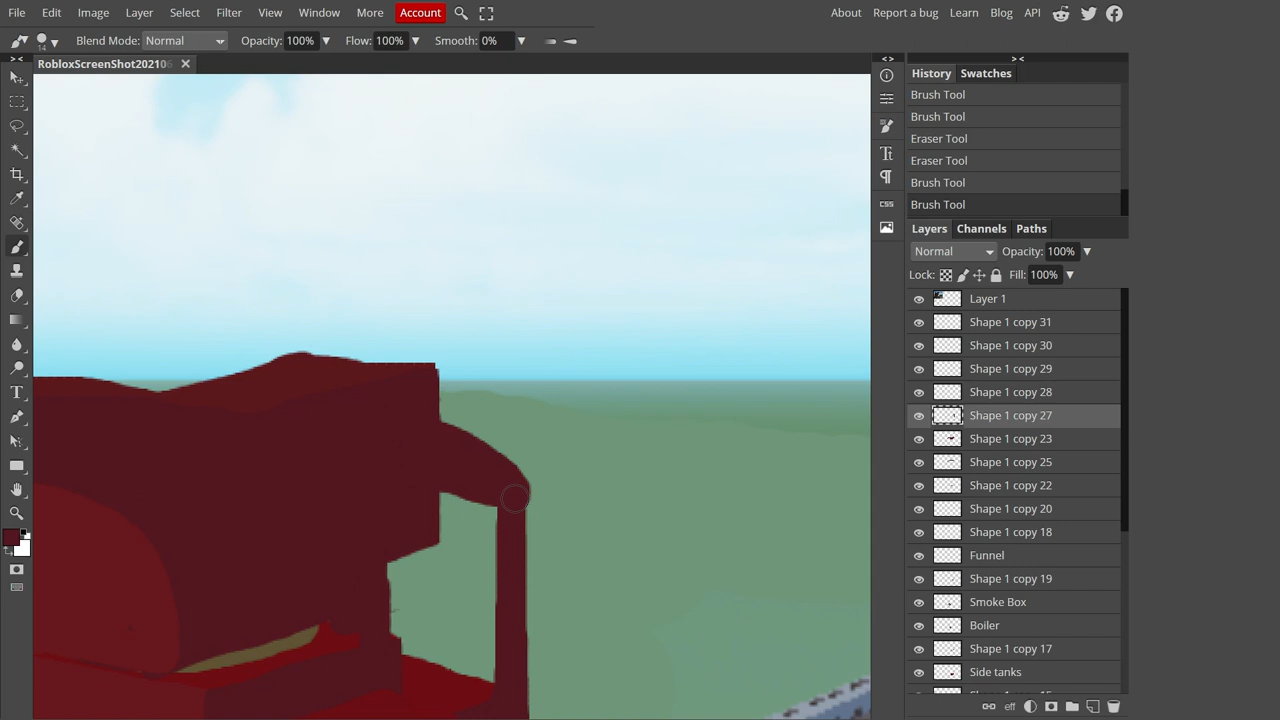 File Edit Image Layer Select Filter View Window More Account About Report a bug Learn Blog API
14 Blend Mode: Normal Opacity: 100% Flow: 100% Smooth: 0%
RobloxScreenShot202106
History Swatches
Brush Tool
Brush Tool
Eraser Tool
Eraser Tool
Brush Tool
Brush Tool
Layers Channels Paths
Normal Opacity: 100%
Lock: Fill: 100%
Layer 1
Shape 1 copy 31
Shape 1 copy 30
Shape 1 copy 29
Shape 1 copy 28
Shape 1 copy 27
Shape 1 copy 23
Shape 1 copy 25
Shape 1 copy 22
Shape 1 copy 20
Shape 1 copy 18
Funnel
Shape 1 copy 19
Smoke Box
Boiler
Shape 1 copy 17
Side tanks
CSS
eff